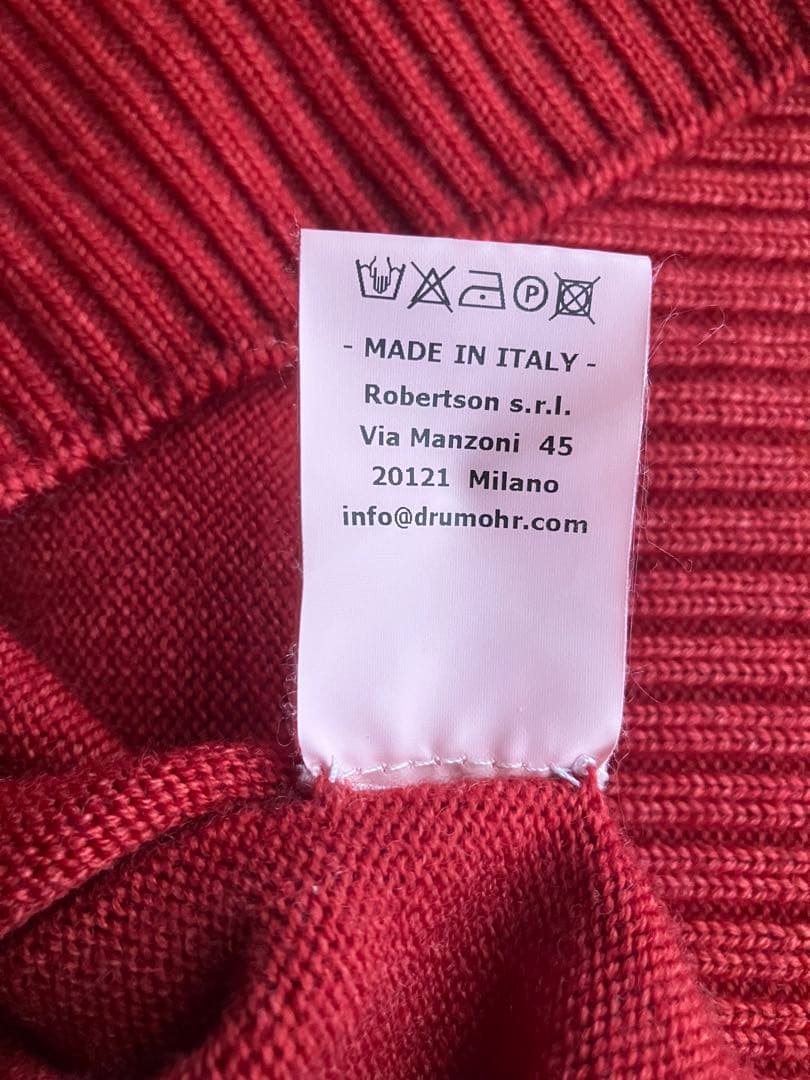 P
- MADE IN ITALY -
Robertson s.r.l.
Via Manzoni 45
20121 Milano
info@drumohr.com